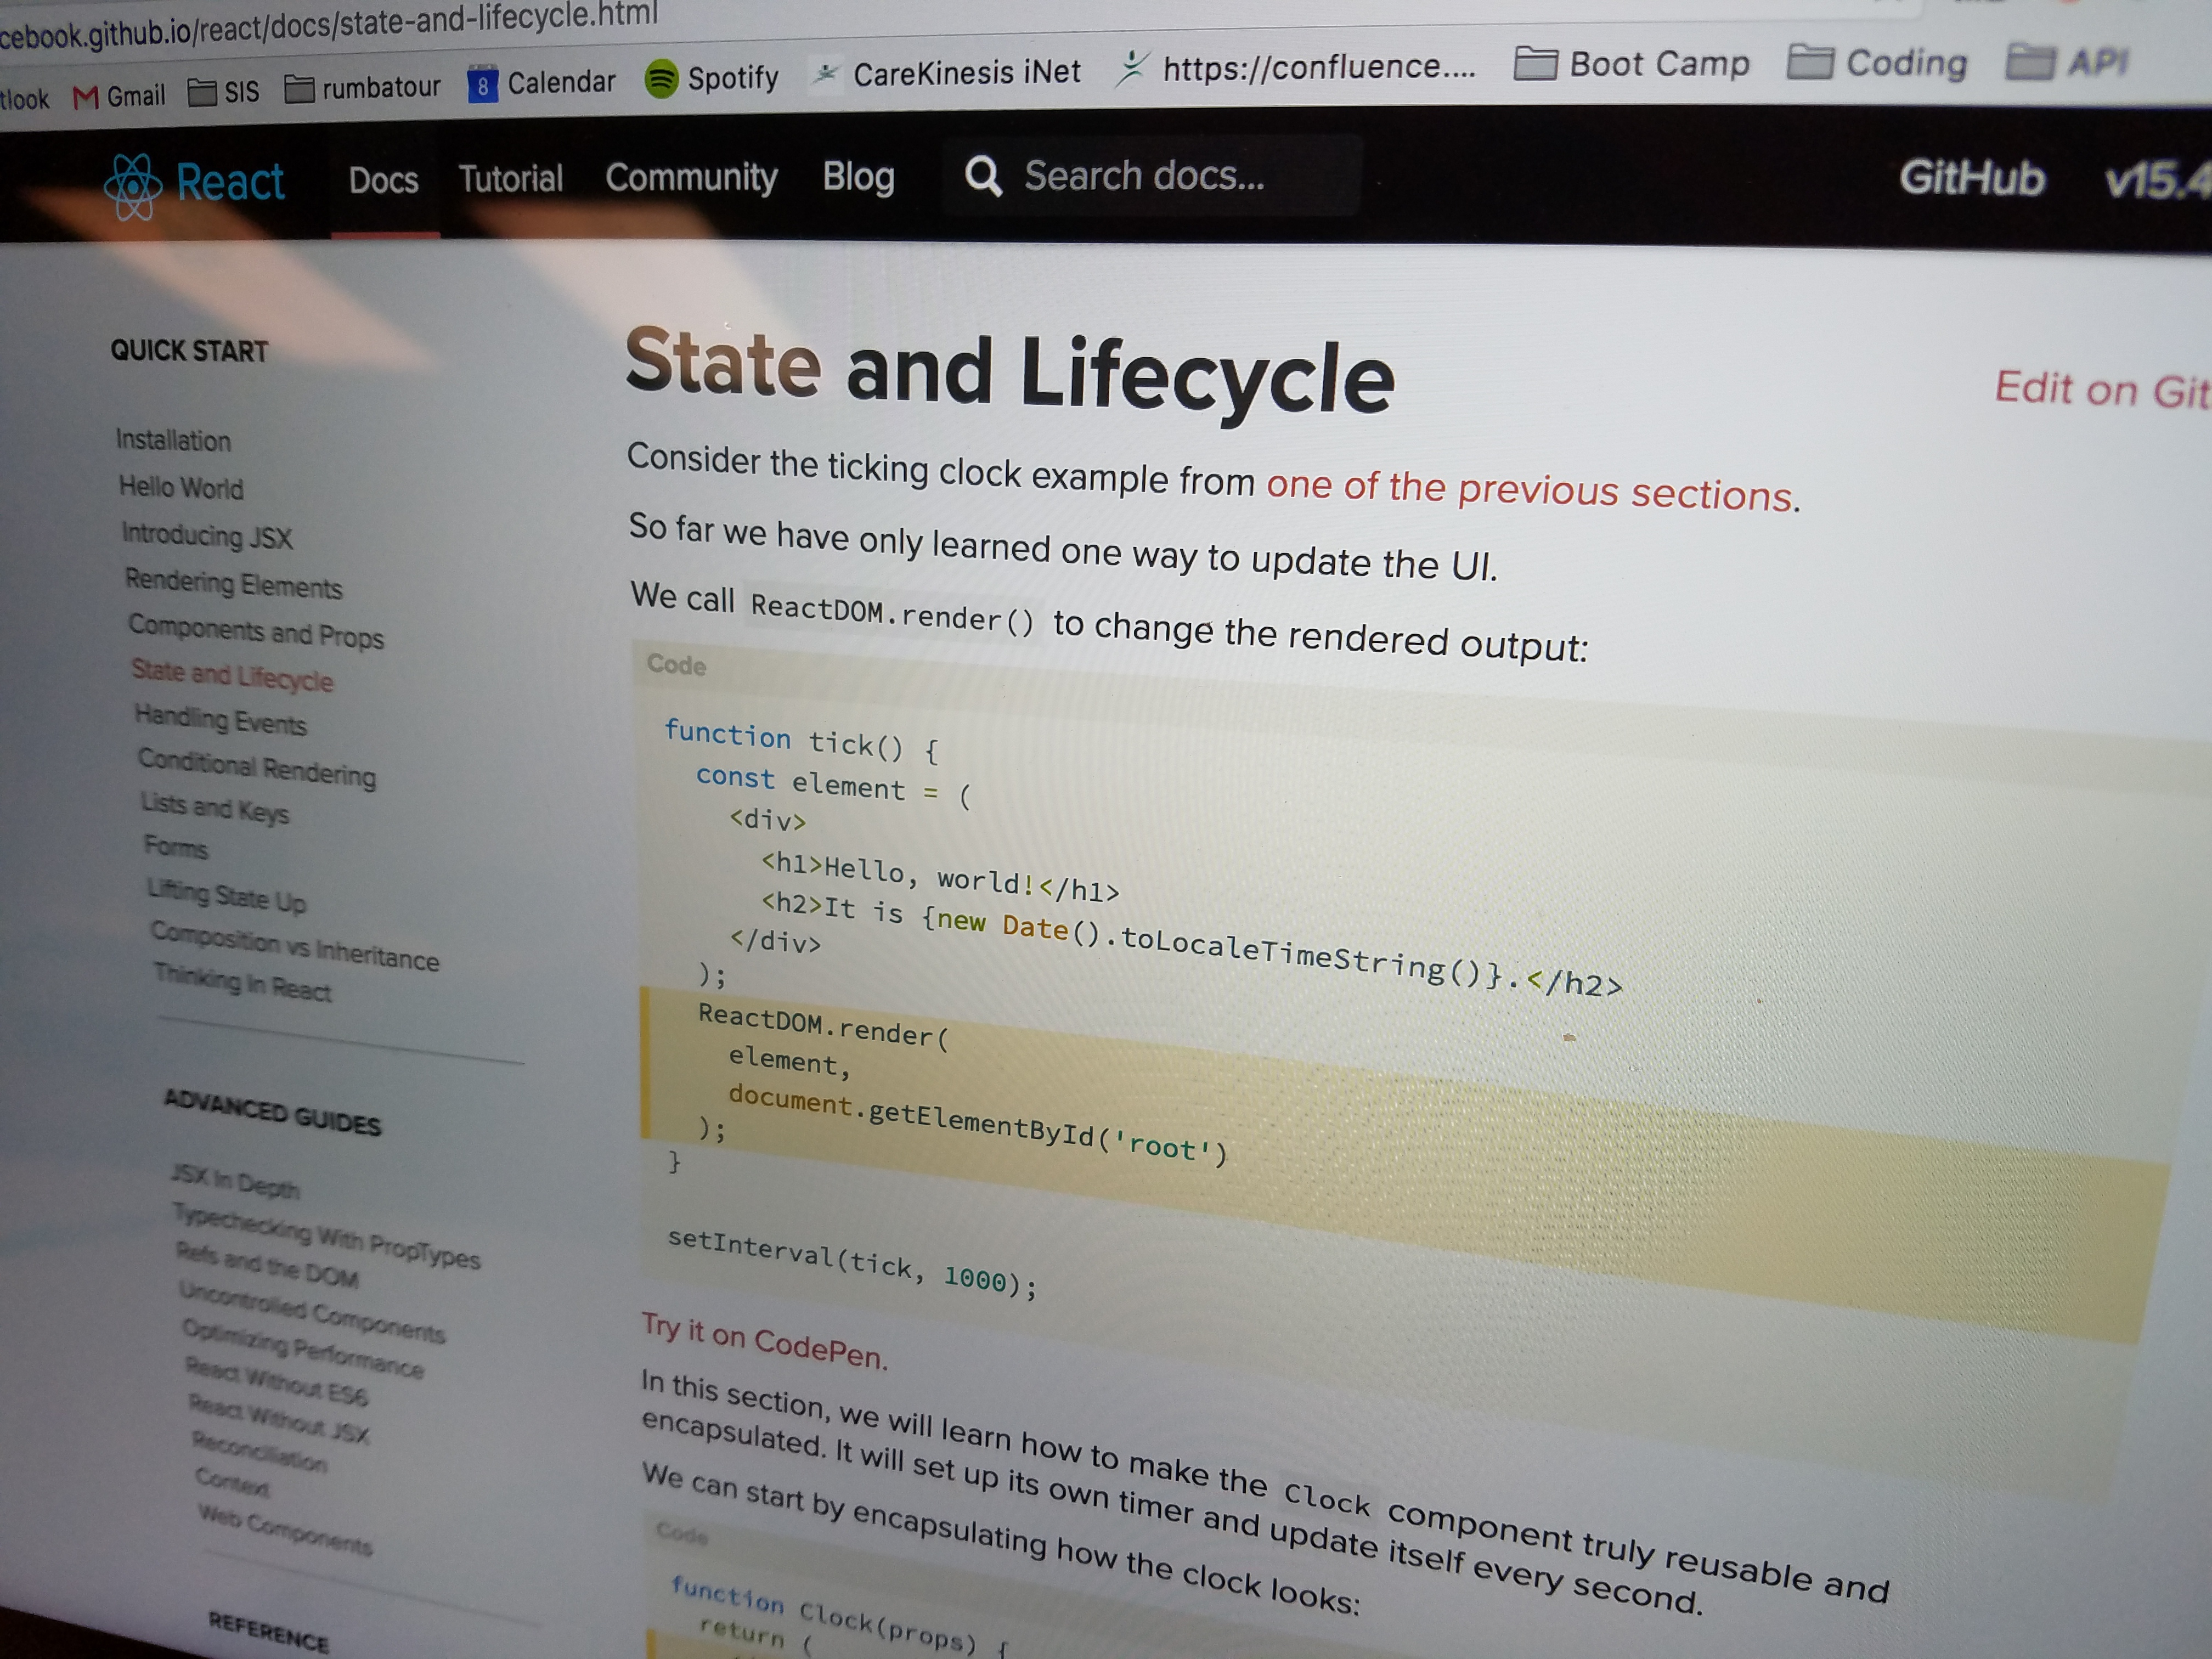 cebook.github.io/react/docs/state-and-lifecycle.html
tlook Gmail SIS rumbatour 8 Calendar Spotify CareKinesis iNet https://confluence.... Boot Camp Coding API
React Docs Tutorial Community Blog Search docs... GitHub v15.4
QUICK START
Installation
Hello World
Introducing JSX
Rendering Elements
Components and Props
State and Lifecycle
Handling Events
Conditional Rendering
Lists and Keys
Forms
Lifting State Up
Composition vs Inheritance
Thinking In React
ADVANCED GUIDES
JSX In Depth
Typechecking With PropTypes
Refs and the DOM
Uncontrolled Components
Optimizing Performance
React Without ES6
React Without JSX
Reconciliation
Context
Web Components
REFERENCE
State and Lifecycle
Edit on Git
Consider the ticking clock example from one of the previous sections.
So far we have only learned one way to update the UI.
We call ReactDOM.render() to change the rendered output:
Code
function tick() {
  const element = (
    <div>
      <h1>Hello, world!</h1>
      <h2>It is {new Date().toLocaleTimeString()}.</h2>
    </div>
  );
  ReactDOM.render(
    element,
    document.getElementById('root')
  );
}
setInterval(tick, 1000);
Try it on CodePen.
In this section, we will learn how to make the Clock component truly reusable and
encapsulated. It will set up its own timer and update itself every second.
We can start by encapsulating how the clock looks:
Code
function Clock(props) {
  return (